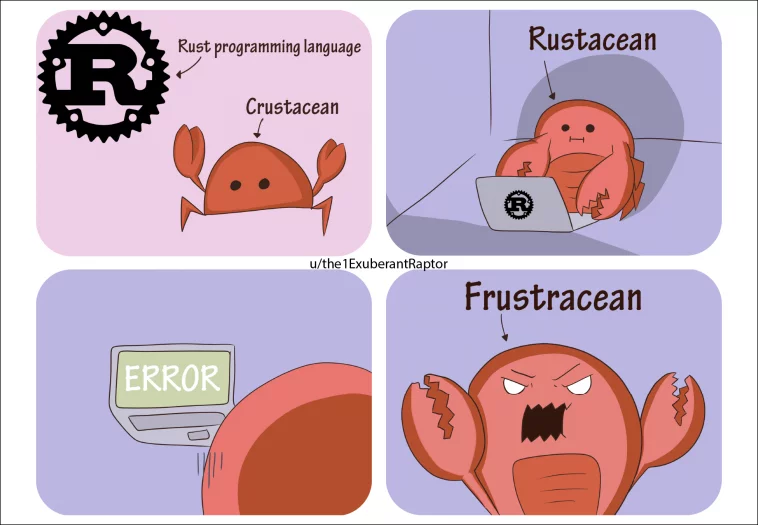 R
Rust programming language
Crustacean
Rustacean
R
u/the1ExuberantRaptor
ERROR
Frustracean